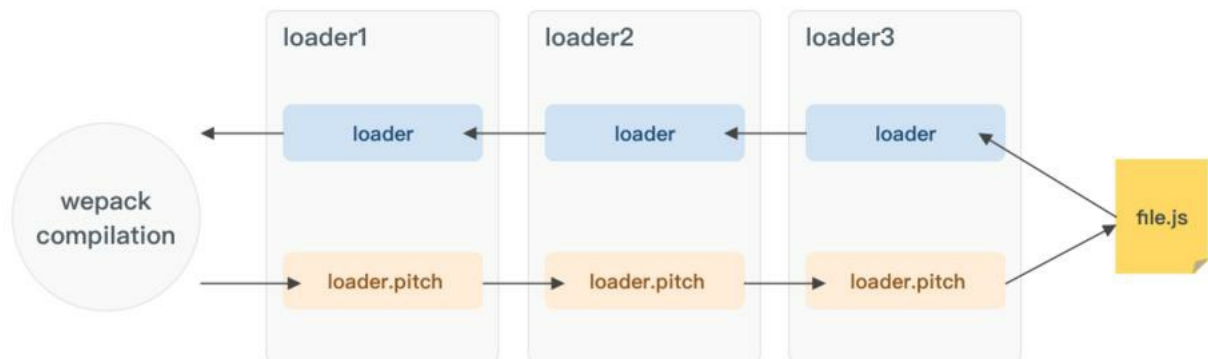 loader1
loader2
loader3
loader
loader
loader
wepack
compilation
file.js
loader.pitch
loader.pitch
loader.pitch